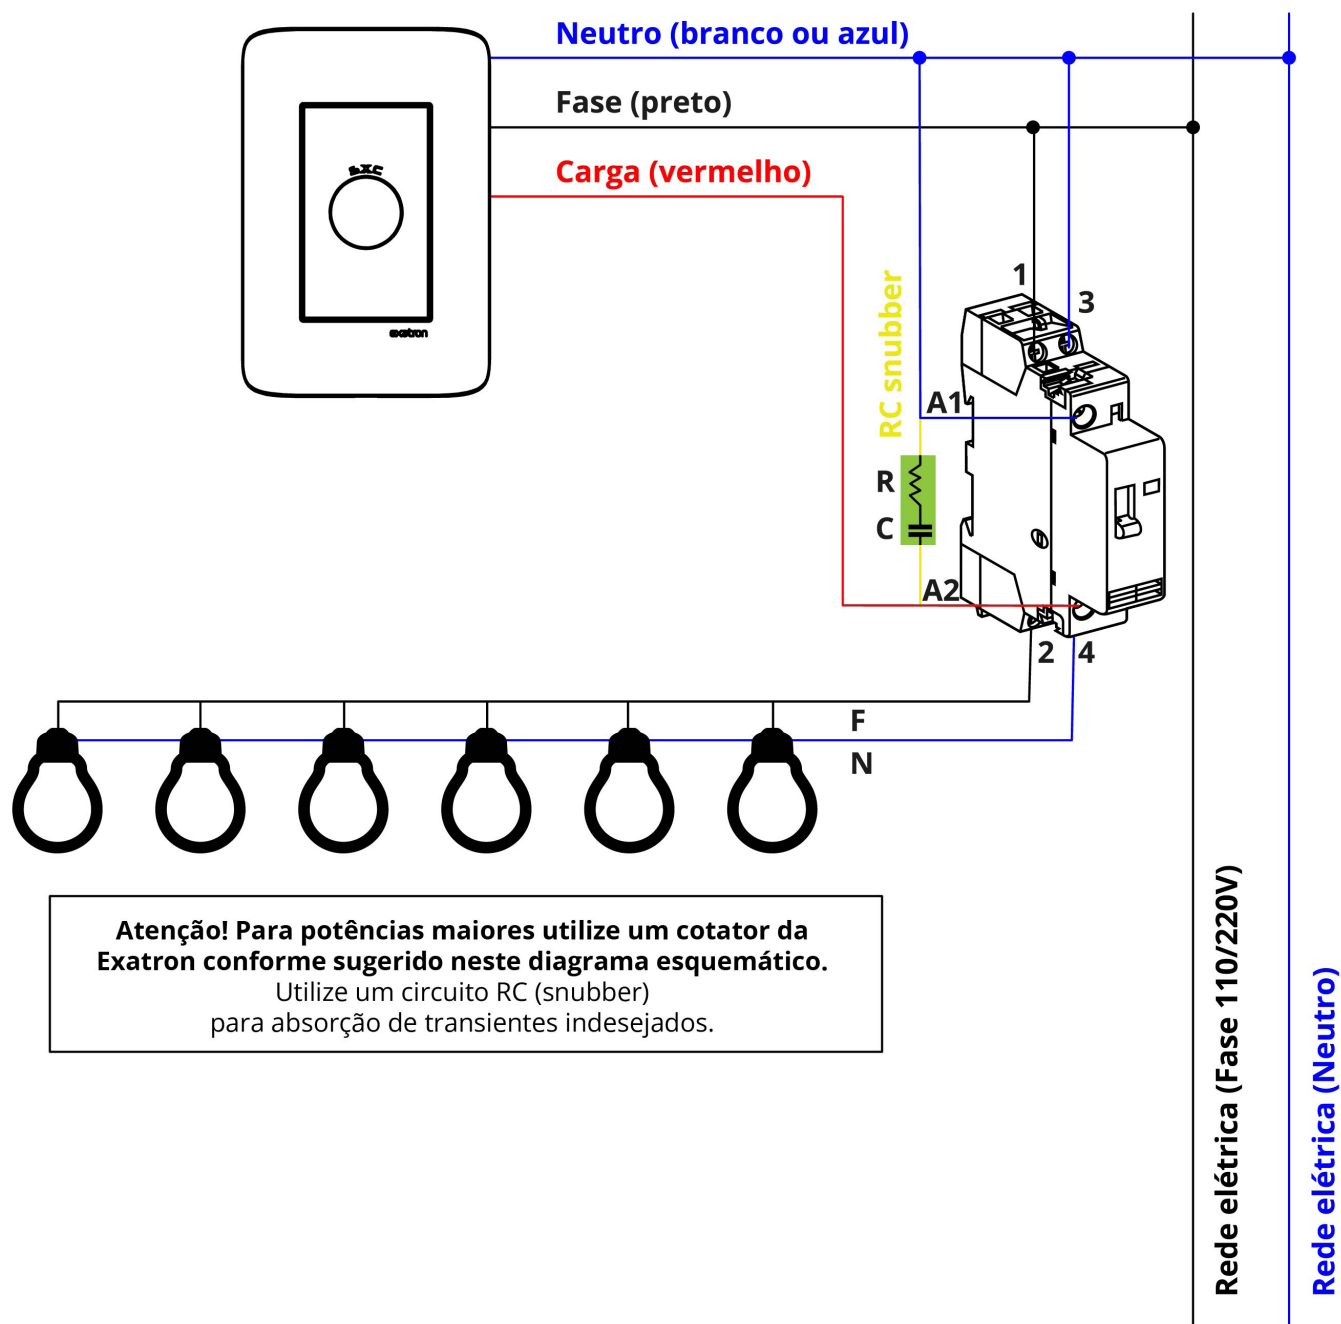 Neutro (branco ou azul)
Fase (preto)
EXC
Carga (vermelho)
exatron
1
3
RC snubber
A1
R
C
A2
2
4
F
N
Atenção! Para potências maiores utilize um cotator da
Exatron conforme sugerido neste diagrama esquemático.
Utilize um circuito RC (snubber)
para absorção de transientes indesejados.
Rede elétrica (Fase 110/220V)
Rede elétrica (Neutro)